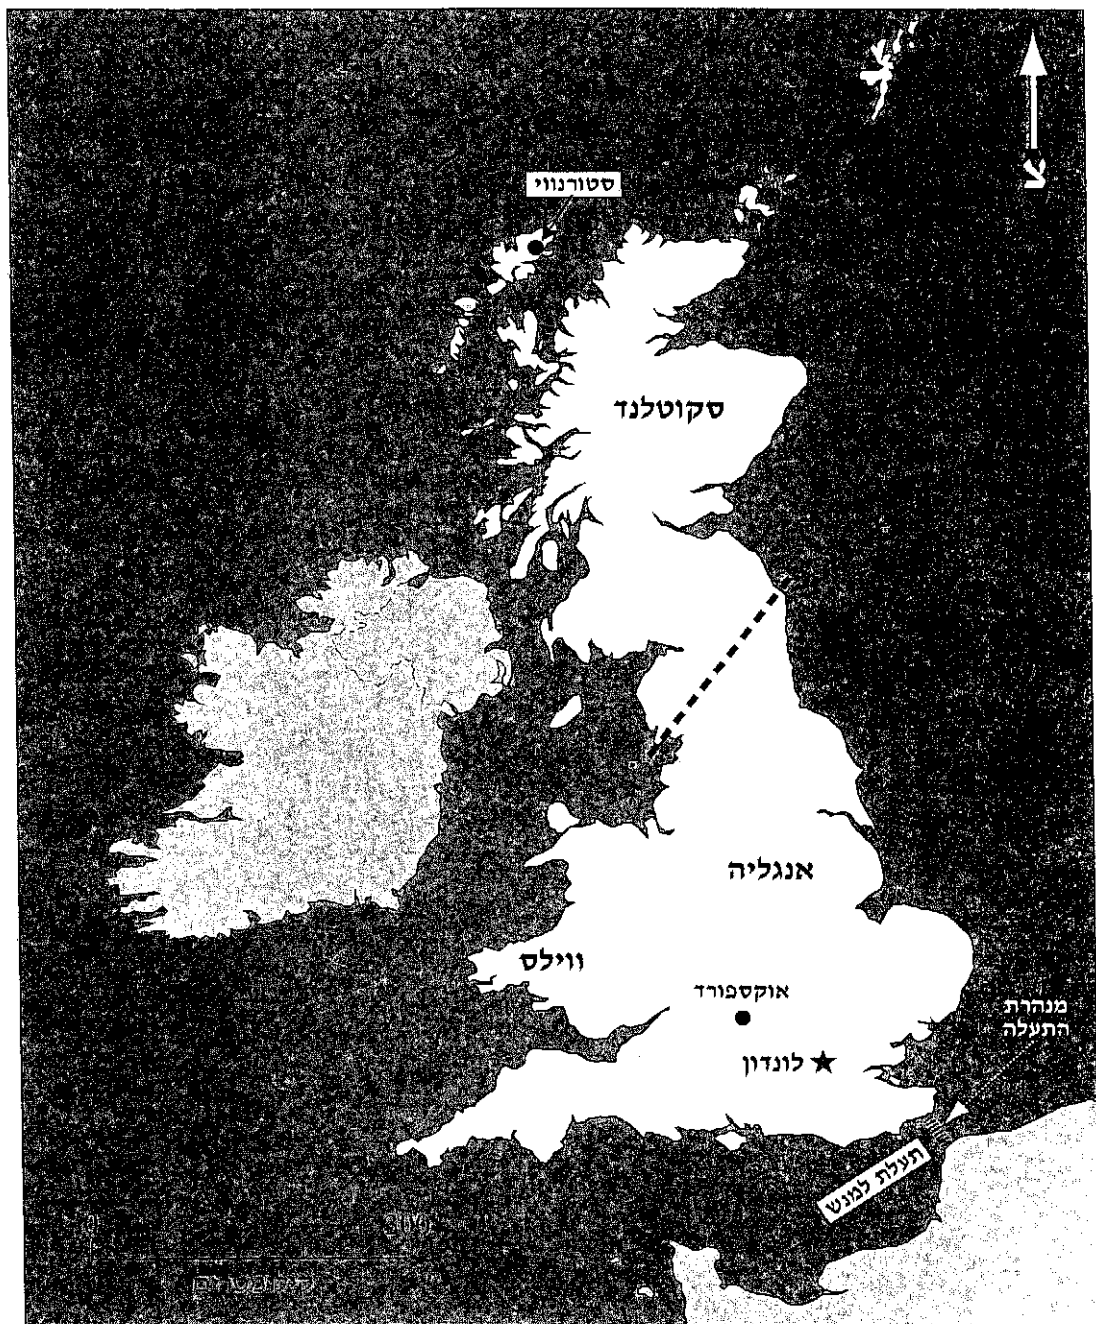 סטורנווי
סקוטלנד
אנגליה
ווילס
אוקספורד
מנהרת
התעלה
לונדון
תעלת למנש